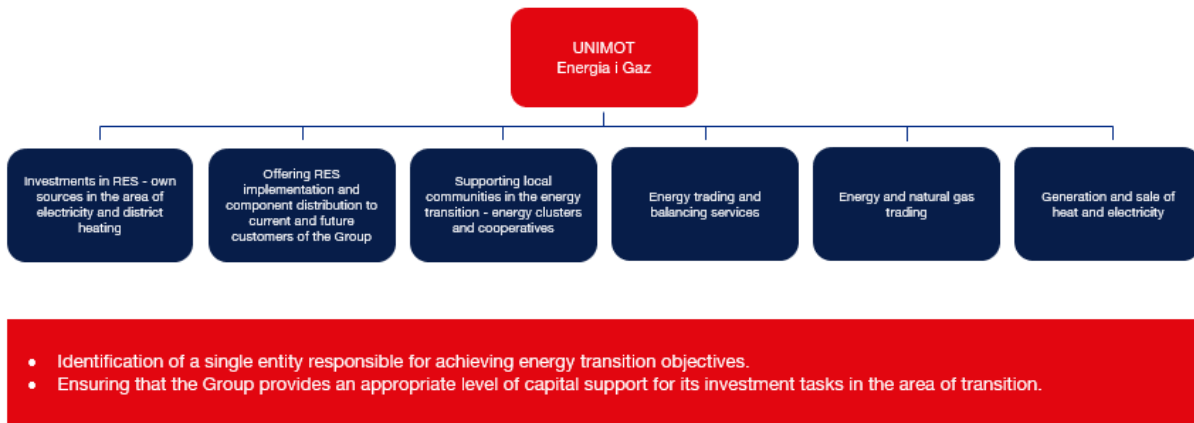 UNIMOT
Energia i Gaz
Investments in RES - own
sources in the area of
electricity and district
heating
Offering RES
implementation and
component distribution to
current and future
customers of the Group
Supporting local
communities in the energy
transition - energy clusters
and cooperatives
Energy trading and
balancing services
Energy and natural gas
trading
Generation and sale of
heat and electricity
• Identification of a single entity responsible for achieving energy transition objectives.
• Ensuring that the Group provides an appropriate level of capital support for its investment tasks in the area of transition.